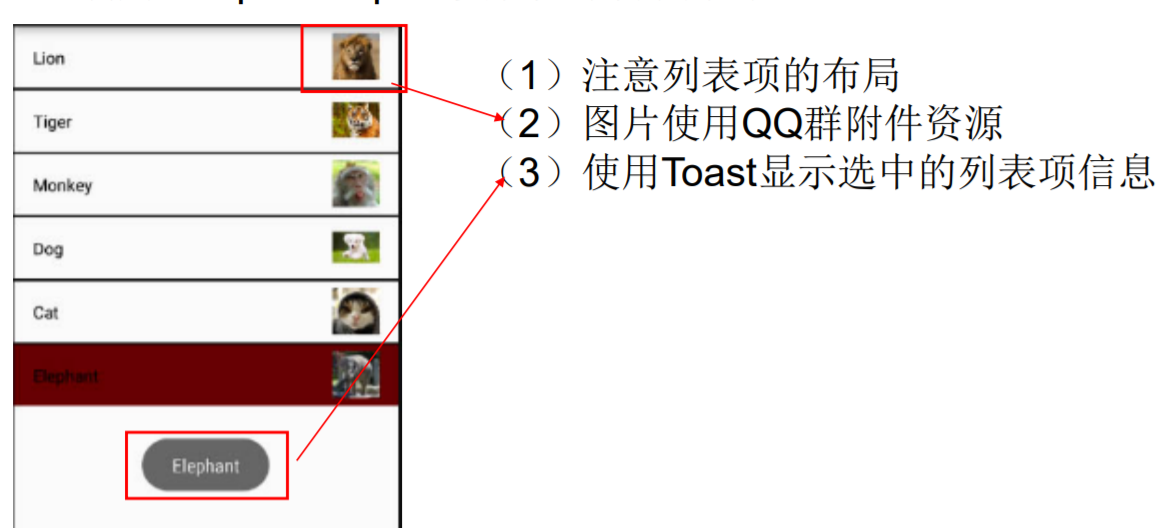 Lion
Tiger
Monkey
Dog
Cat
Elephant
Elephant
（1）注意列表项的布局
（2）图片使用QQ群附件资源
（3）使用Toast显示选中的列表项信息